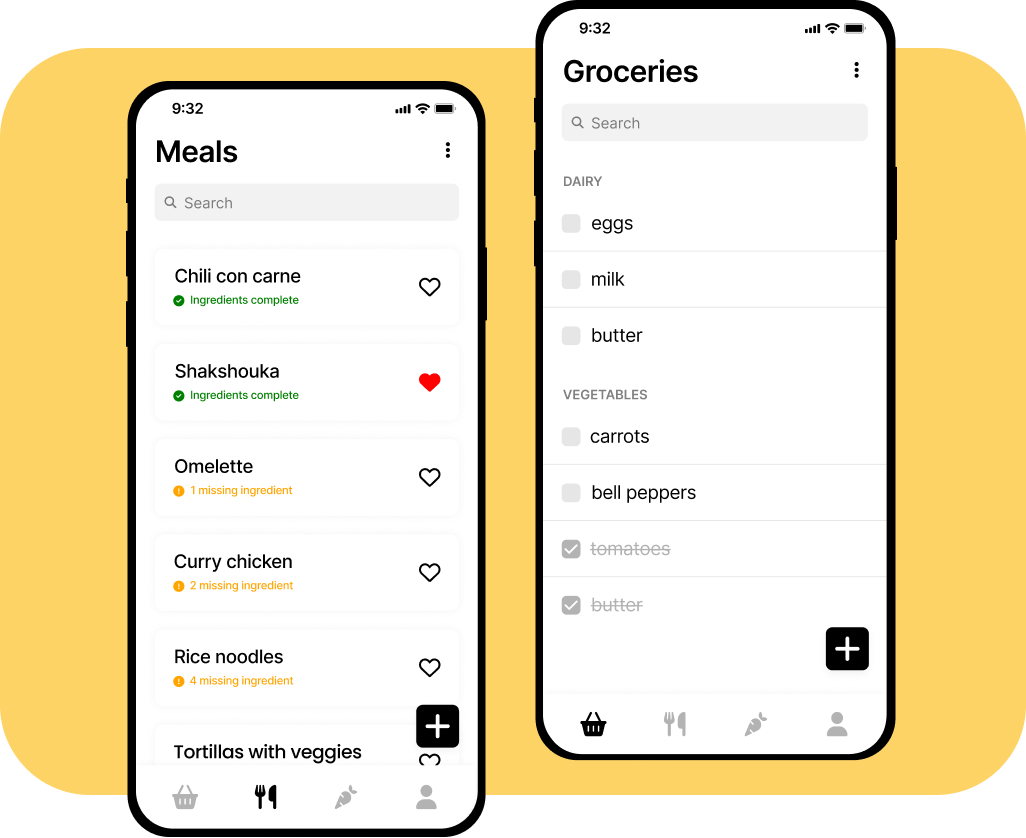 9:32
Meals
Search
Chili con carne
Ingredients complete
Shakshouka
Ingredients complete
Omelette
1 missing ingredient
Curry chicken
2 missing ingredient
Rice noodles
4 missing ingredient
Tortillas with veggies
9:32
Groceries
Search
DAIRY
eggs
milk
butter
VEGETABLES
carrots
bell peppers
tomatoes
butter